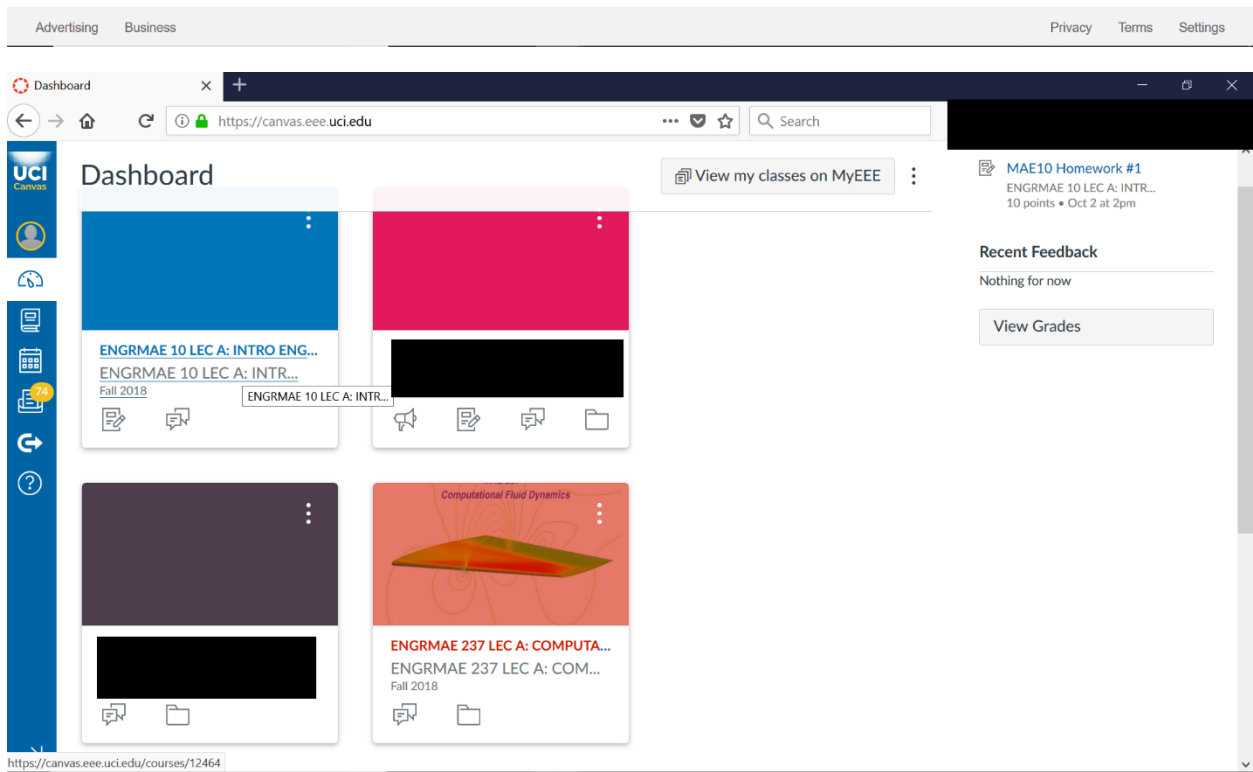 Advertising Business Privacy Terms Settings
Dashboard
https://canvas.eee.uci.edu Search
UCI
Canvas
Dashboard
View my classes on MyEEE
MAE10 Homework #1
ENGRMAE 10 LEC A: INTR...
10 points • Oct 2 at 2pm
Recent Feedback
Nothing for now
View Grades
74
ENGRMAE 10 LEC A: INTRO ENG...
ENGRMAE 10 LEC A: INTR...
Fall 2018
ENGRMAE 10 LEC A: INTR...
Computational Fluid Dynamics
ENGRMAE 237 LEC A: COMPUTA...
ENGRMAE 237 LEC A: COM...
Fall 2018
https://canvas.eee.uci.edu/courses/12464